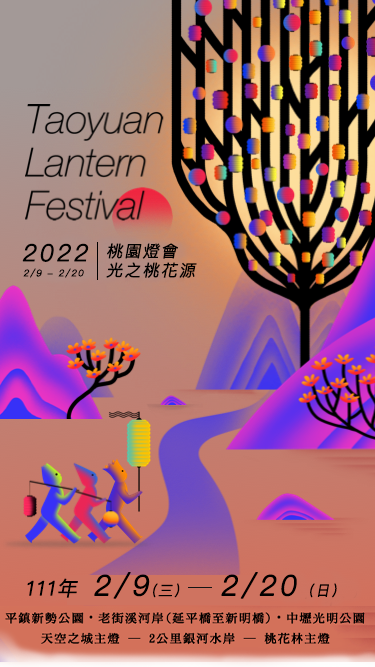 Taoyuan
Lantern
Festival
2022
2/9 – 2/20
桃園燈會
光之桃花源
111年 2/9(三) — 2/20 (日)
平鎮新勢公園・老街溪河岸(延平橋至新明橋)・中壢光明公園
天空之城主燈 — 2公里銀河水岸 — 桃花林主燈